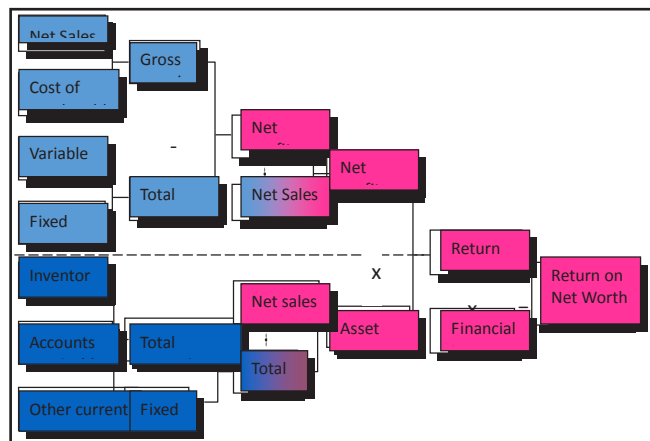 Net Sales
Gross
Cost of
Net
Net
Variable
-
Total
Net Sales
Fixed
Return
Inventor
x
Return on
Net Worth
Net sales
x
=
Accounts
Total
Asset
Financial
Total
Other current
Fixed